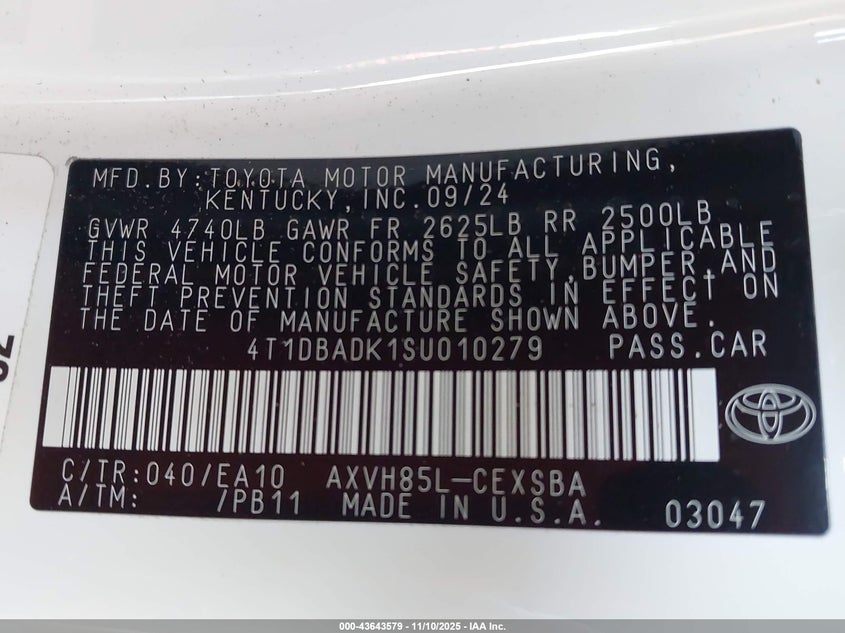 MFD.BY:TOYOTA MOTOR MANUFACTURING,
KENTUCKY,INC.09/24
GVWR 4740LB GAWR FR 2625LB RR 2500LB
THIS VEHICLE CONFORMS TO ALL APPLICABLE
FEDERAL MOTOR VEHICLE SAFETY,BUMPER,AND
THEFT PREVENTION STANDARDS IN EFFECT ON
THE DATE OF MANUFACTURE SHOWN ABOVE.
4T1DBADK1SU010279 PASS.CAR
C/TR:040/EA10 AXVH85L-CEXSBA
A/TM: /PB11 MADE IN U.S.A. 03047
000-43643579 — 11/10/2025 — IAA Inc.